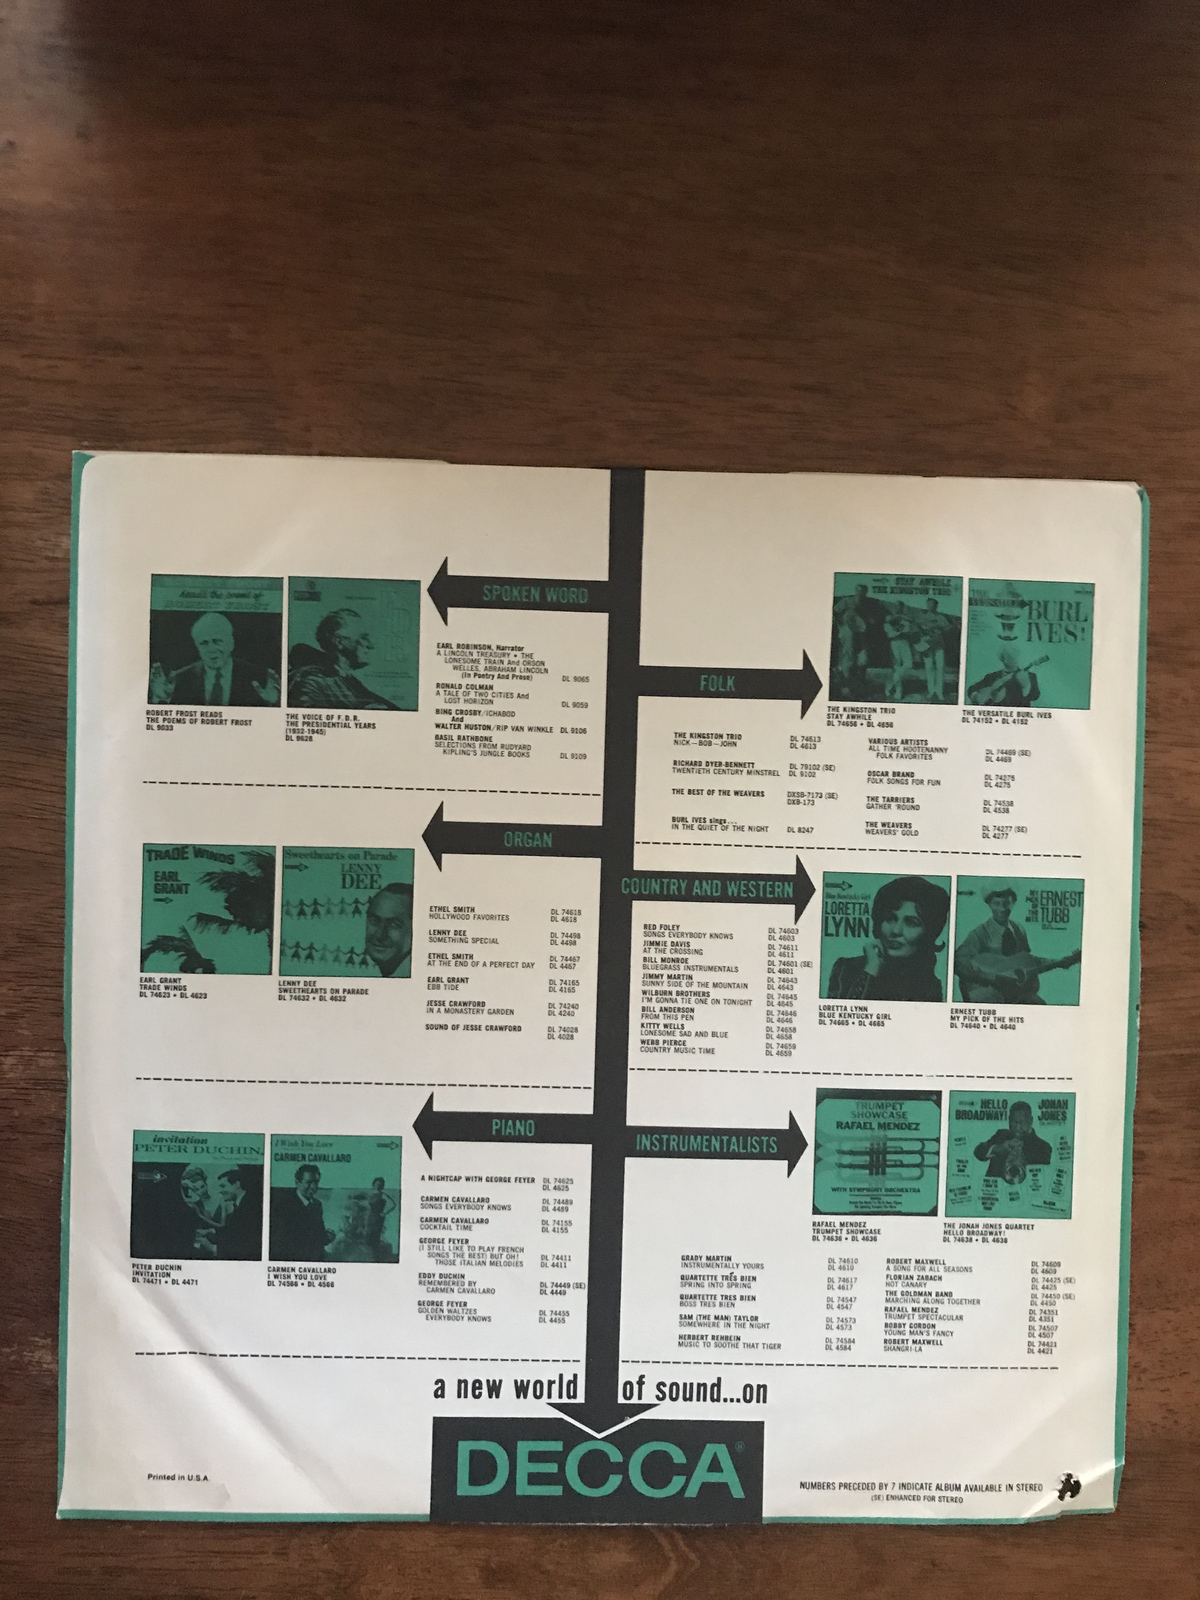 SPOKEN WORD
ROBERT FROST READS
THE POEMS OF ROBERT FROST
DL 9033
THE VOICE OF F.D.R.
THE PRESIDENTIAL YEARS
(1932-1945)
DL 9628
EARL ROBINSON, Narrator
A LINCOLN TREASURY • THE
LONESOME TRAIN And ORSON
WELLES, ABRAHAM LINCOLN
(In Poetry And Prose) DL 9065
RONALD COLMAN
A TALE OF TWO CITIES And
LOST HORIZON DL 9059
BING CROSBY/ICHABOD
And
WALTER HUSTON/RIP VAN WINKLE DL 9106
BASIL RATHBONE
SELECTIONS FROM RUDYARD
KIPLING'S JUNGLE BOOKS DL 9109
FOLK
STAY AWHILE
THE KINGSTON TRIO
THE VERSATILE
BURL
IVES!
THE KINGSTON TRIO
STAY AWHILE
DL 74656 • DL 4656
THE VERSATILE BURL IVES
DL 74152 • DL 4152
THE KINGSTON TRIO DL 74613
NICK—BOB—JOHN DL 4613
RICHARD DYER-BENNETT DL 79102 (SE)
TWENTIETH CENTURY MINSTREL DL 9102
THE BEST OF THE WEAVERS DXSB-7173 (SE)
DXB-173
BURL IVES sings...
IN THE QUIET OF THE NIGHT DL 8247
VARIOUS ARTISTS
ALL TIME HOOTENANNY DL 74469 (SE)
FOLK FAVORITES DL 4469
OSCAR BRAND DL 74275
FOLK SONGS FOR FUN DL 4275
THE TARRIERS DL 74538
GATHER 'ROUND DL 4538
THE WEAVERS DL 74277 (SE)
WEAVERS' GOLD DL 4277
ORGAN
TRADE WINDS
EARL
GRANT
Sweethearts on Parade
LENNY
DEE
EARL GRANT
TRADE WINDS
DL 74623 • DL 4623
LENNY DEE
SWEETHEARTS ON PARADE
DL 74632 • DL 4632
ETHEL SMITH DL 74618
HOLLYWOOD FAVORITES DL 4618
LENNY DEE DL 74498
SOMETHING SPECIAL DL 4498
ETHEL SMITH DL 74467
AT THE END OF A PERFECT DAY DL 4467
EARL GRANT DL 74165
EBB TIDE DL 4165
JESSE CRAWFORD DL 74240
IN A MONASTERY GARDEN DL 4240
SOUND OF JESSE CRAWFORD DL 74028
DL 4028
COUNTRY AND WESTERN
Blue Kentucky Girl
LORETTA
LYNN
MY
PICK
OF
THE
HITS
ERNEST
TUBB
LORETTA LYNN
BLUE KENTUCKY GIRL
DL 74665 • DL 4665
ERNEST TUBB
MY PICK OF THE HITS
DL 74640 • DL 4640
RED FOLEY DL 74603
SONGS EVERYBODY KNOWS DL 4603
JIMMIE DAVIS DL 74611
AT THE CROSSING DL 4611
BILL MONROE DL 74601 (SE)
BLUEGRASS INSTRUMENTALS DL 4601
JIMMY MARTIN DL 74643
SUNNY SIDE OF THE MOUNTAIN DL 4643
WILBURN BROTHERS DL 74645
I'M GONNA TIE ONE ON TONIGHT DL 4645
BILL ANDERSON DL 74646
FROM THIS PEN DL 4646
KITTY WELLS DL 74658
LONESOME SAD AND BLUE DL 4658
WEBB PIERCE DL 74659
COUNTRY MUSIC TIME DL 4659
PIANO
invitation
PETER DUCHIN
I Wish You Love
CARMEN CAVALLARO
PETER DUCHIN
INVITATION
DL 74471 • DL 4471
CARMEN CAVALLARO
I WISH YOU LOVE
DL 74566 • DL 4566
A NIGHTCAP WITH GEORGE FEYER DL 74625
DL 4625
CARMEN CAVALLARO DL 74489
SONGS EVERYBODY KNOWS DL 4489
CARMEN CAVALLARO DL 74155
COCKTAIL TIME DL 4155
GEORGE FEYER
(I STILL LIKE TO PLAY FRENCH
SONGS THE BEST) BUT OH! DL 74411
THOSE ITALIAN MELODIES DL 4411
EDDY DUCHIN
REMEMBERED BY DL 74449 (SE)
CARMEN CAVALLARO DL 4449
GEORGE FEYER
GOLDEN WALTZES DL 74455
EVERYBODY KNOWS DL 4455
INSTRUMENTALISTS
TRUMPET
SHOWCASE
RAFAEL MENDEZ
WITH SYMPHONY ORCHESTRA
HELLO
BROADWAY!
JONAH
JONES
RAFAEL MENDEZ
TRUMPET SHOWCASE
DL 74636 • DL 4636
THE JONAH JONES QUARTET
HELLO BROADWAY!
DL 74638 • DL 4638
GRADY MARTIN DL 74610
INSTRUMENTALLY YOURS DL 4610
QUARTETTE TRÉS BIEN DL 74617
SPRING INTO SPRING DL 4617
QUARTETTE TRES BIEN DL 74547
BOSS TRES BIEN DL 4547
SAM (THE MAN) TAYLOR DL 74573
SOMEWHERE IN THE NIGHT DL 4573
HERBERT REHBEIN DL 74584
MUSIC TO SOOTHE THAT TIGER DL 4584
ROBERT MAXWELL DL 74609
A SONG FOR ALL SEASONS DL 4609
FLORIAN ZABACH DL 74425 (SE)
HOT CANARY DL 4425
THE GOLDMAN BAND DL 74450 (SE)
MARCHING ALONG TOGETHER DL 4450
RAFAEL MENDEZ DL 74351
TRUMPET SPECTACULAR DL 4351
BOBBY GORDON DL 74507
YOUNG MAN'S FANCY DL 4507
ROBERT MAXWELL DL 74421
SHANGRI-LA DL 4421
a new world of sound...on
DECCA®
Printed in U.S.A.
NUMBERS PRECEDED BY 7 INDICATE ALBUM AVAILABLE IN STEREO
(SE) ENHANCED FOR STEREO